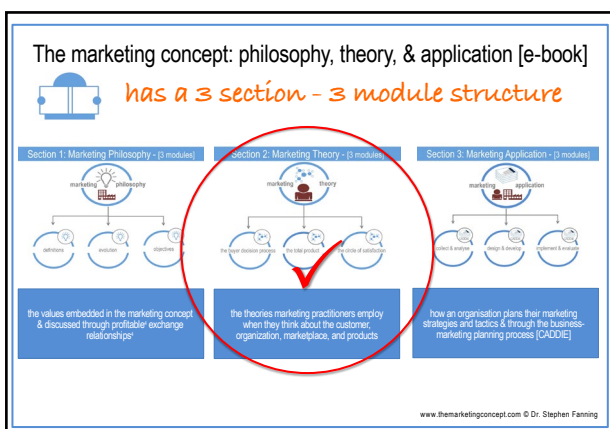 The marketing concept: philosophy, theory, & application [e-book]
has a 3 section - 3 module structure
Section 1: Marketing Philosophy - [3 modules]
marketing philosophy
definitions
evolution
objectives
the values embedded in the marketing concept
& discussed through profitable¹ exchange
relationships¹
Section 2: Marketing Theory - [3 modules]
marketing theory
the buyer decision process
the total product
the circle of satisfaction
the theories marketing practitioners employ
when they think about the customer,
organization, marketplace, and products
Section 3: Marketing Application - [3 modules]
marketing application
collect & analyse
design & develop
implement & evaluate
how an organisation plans their marketing
strategies and tactics & through the business-
marketing planning process [CADDIE]
www.themarketingconcept.com © Dr. Stephen Fanning